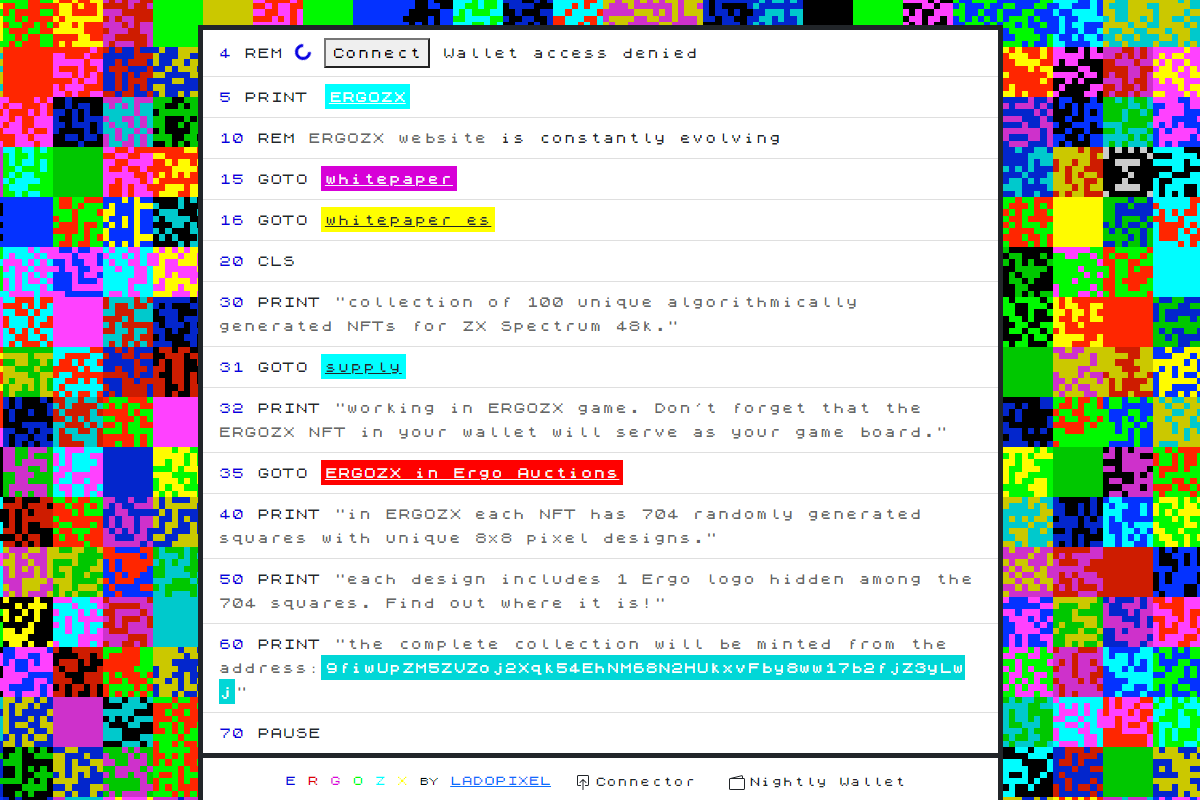 4 REM Connect Wallet access denied
5 PRINT ERGOZX
10 REM ERGOZX website is constantly evolving
15 GOTO whitepaper
16 GOTO whitepaper es
20 CLS
30 PRINT "collection of 100 unique algorithmically
generated NFTs for ZX Spectrum 48k."
31 GOTO supply
32 PRINT "working in ERGOZX game. Don't forget that the
ERGOZX NFT in your wallet will serve as your game board."
35 GOTO ERGOZX in Ergo Auctions
40 PRINT "in ERGOZX each NFT has 704 randomly generated
squares with unique 8x8 pixel designs."
50 PRINT "each design includes 1 Ergo logo hidden among the
704 squares. Find out where it is!"
60 PRINT "the complete collection will be minted from the
address: 9fiwUpZM5ZVZoj2Xqk54EhNM68N2HUkxvFby8ww17b2fjZ3yLw
j"
70 PAUSE
E R G O Z X BY LADOPIXEL Connector Nightly Wallet